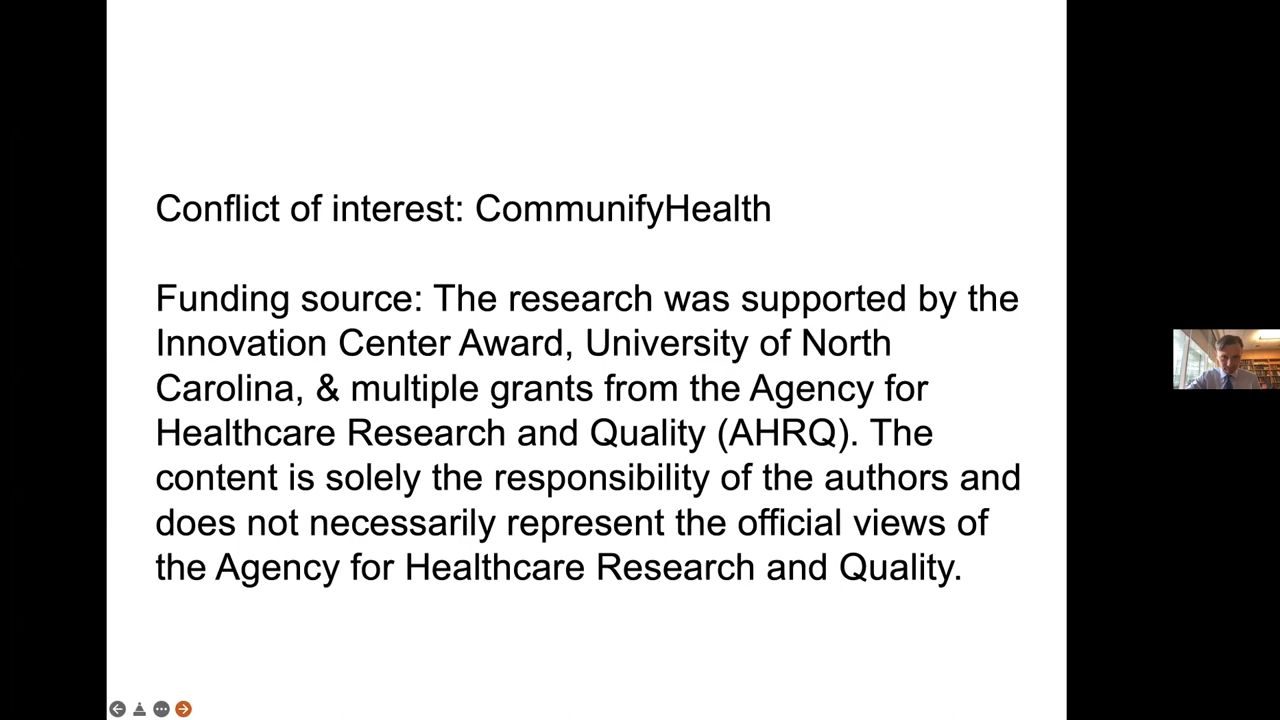 Conflict of interest: CommunifyHealth
Funding source: The research was supported by the
Innovation Center Award, University of North
Carolina, & multiple grants from the Agency for
Healthcare Research and Quality (AHRQ). The
content is solely the responsibility of the authors and
does not necessarily represent the official views of
the Agency for Healthcare Research and Quality.